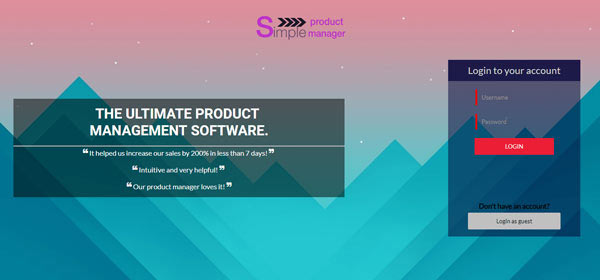 Simple product manager
THE ULTIMATE PRODUCT
MANAGEMENT SOFTWARE.
❝ It helped us increase our sales by 200% in less than 7 days! ❞
❝ Intuitive and very helpful! ❞
❝ Our product manager loves it! ❞
Login to your account
Username
Password
LOGIN
Don't have an account?
Login as guest